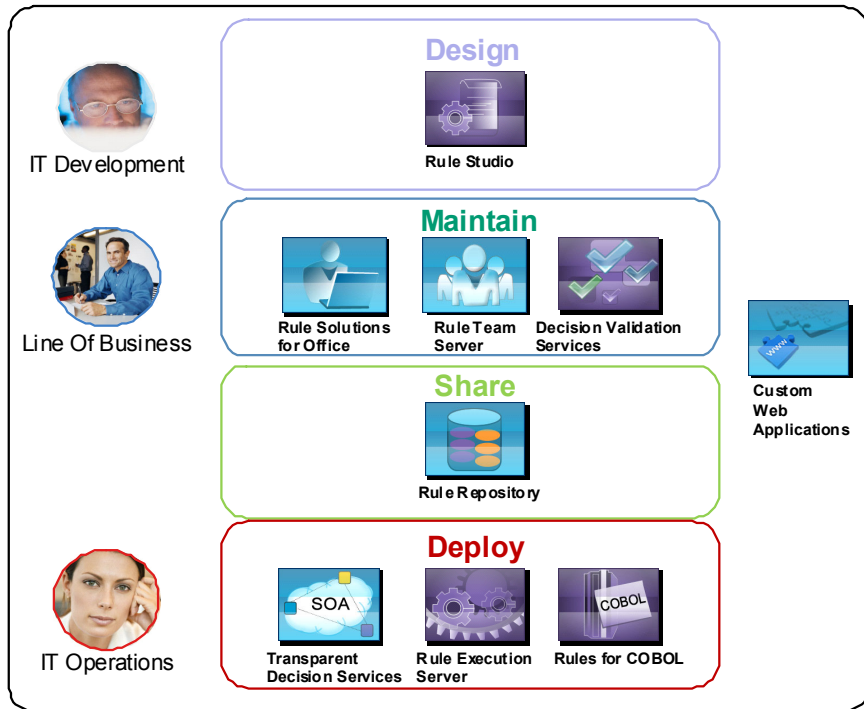 Design
Rule Studio
IT Development
Maintain
Rule Solutions
for Office
Rule Team
Server
Decision Validation
Services
Line Of Business
WWW
Custom
Web
Applications
Share
Rule Repository
Deploy
SOA
COBOL
Transparent
Decision Services
Rule Execution
Server
Rules for COBOL
IT Operations